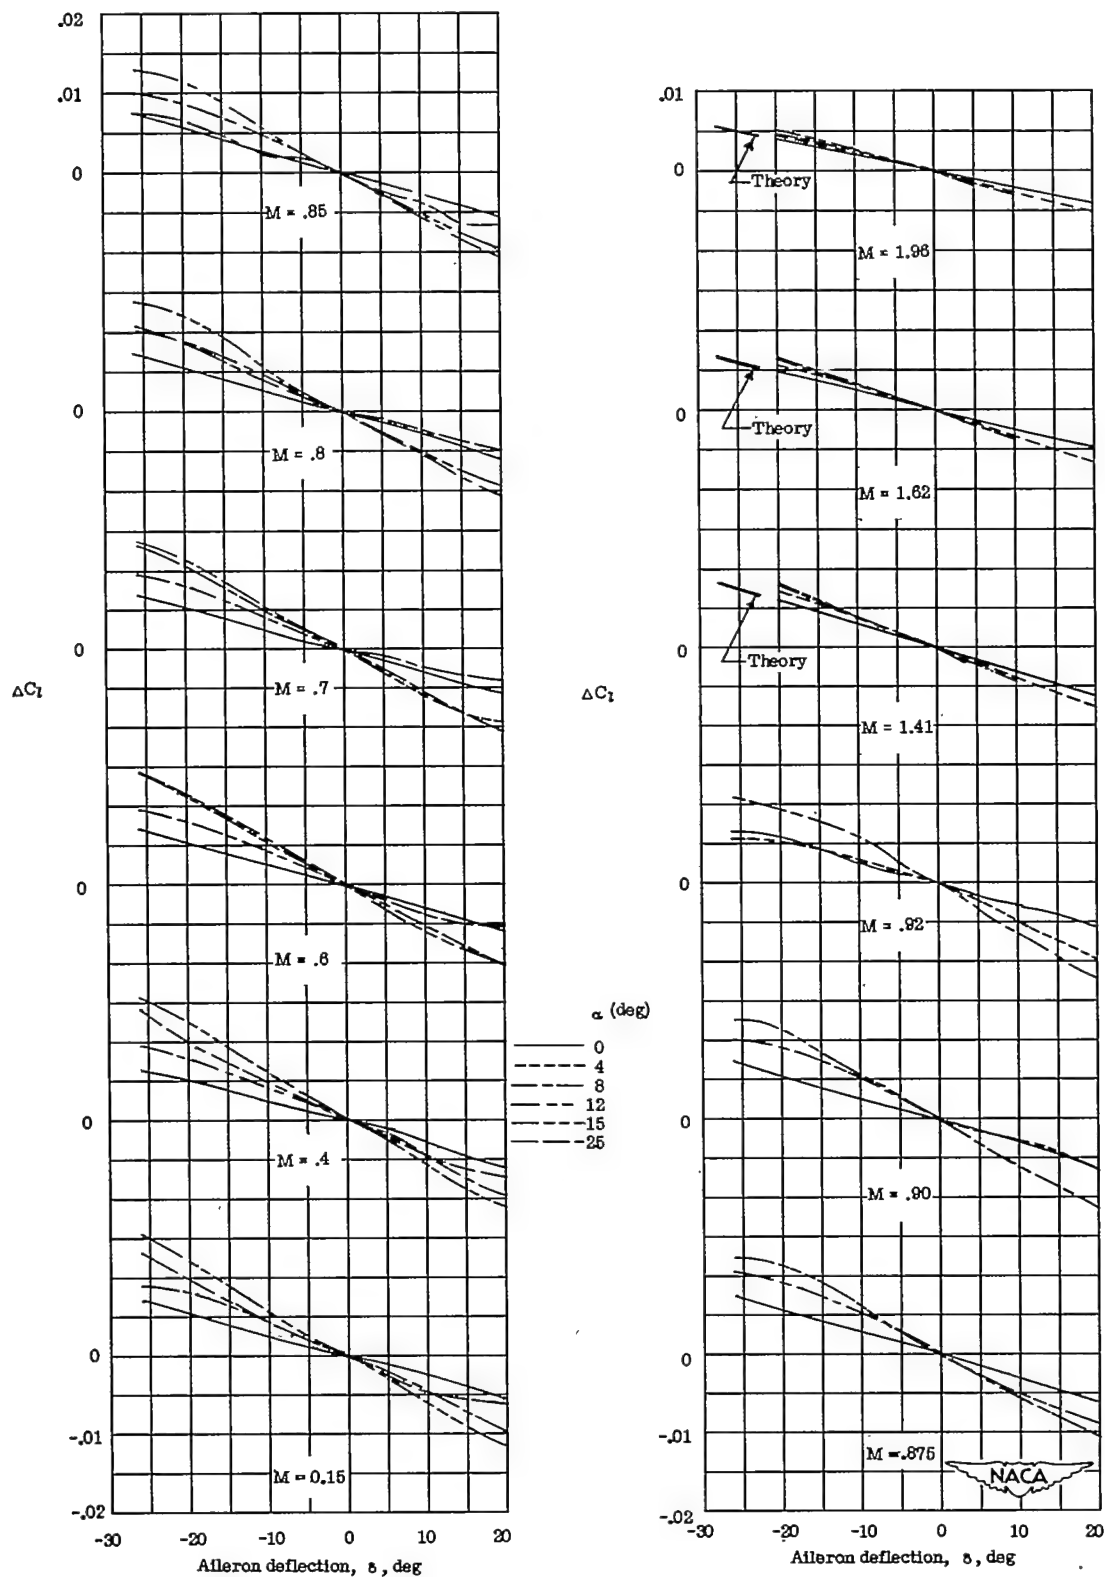 .02
.01
0
M = .85
0
M = .8
0
M = .7
ΔCl
0
M = .6
0
M = .4
0
-.01
M = 0.15
-.02
-30 -20 -10 0 10 20
Aileron deflection, δ, deg
α (deg)
0
4
8
12
15
25
.01
0
Theory
M = 1.96
0
Theory
M = 1.62
0
Theory
ΔCl
M = 1.41
0
M = .92
0
M = .90
0
-.01
M = .875
NACA
-.02
-30 -20 -10 0 10 20
Aileron deflection, δ, deg